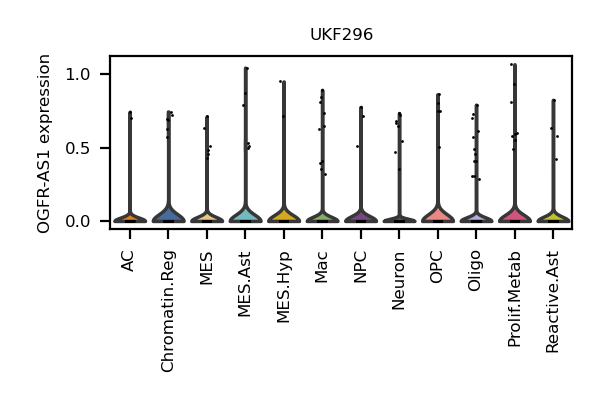 UKF296
OGFR-AS1 expression
1.0
0.5
0.0
AC
Chromatin.Reg
MES
MES.Ast
MES.Hyp
Mac
NPC
Neuron
OPC
Oligo
Prolif.Metab
Reactive.Ast